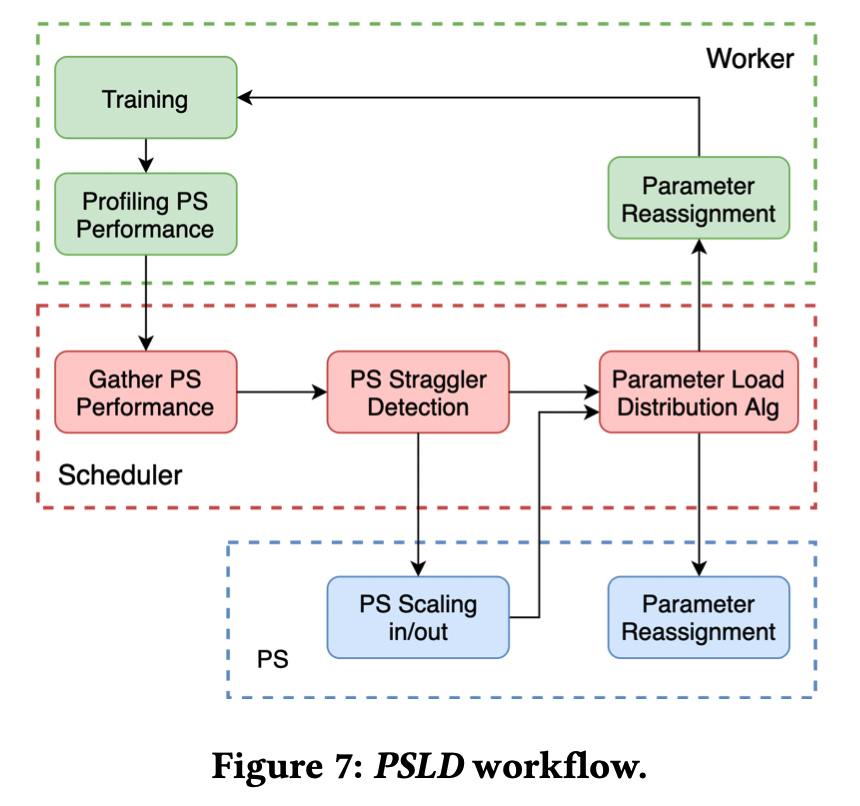 Worker
Training
Profiling PS
Performance
Parameter
Reassignment
Gather PS
Performance
PS Straggler
Detection
Parameter Load
Distribution Alg
Scheduler
PS Scaling
in/out
Parameter
Reassignment
PS
Figure 7: PSLD workflow.